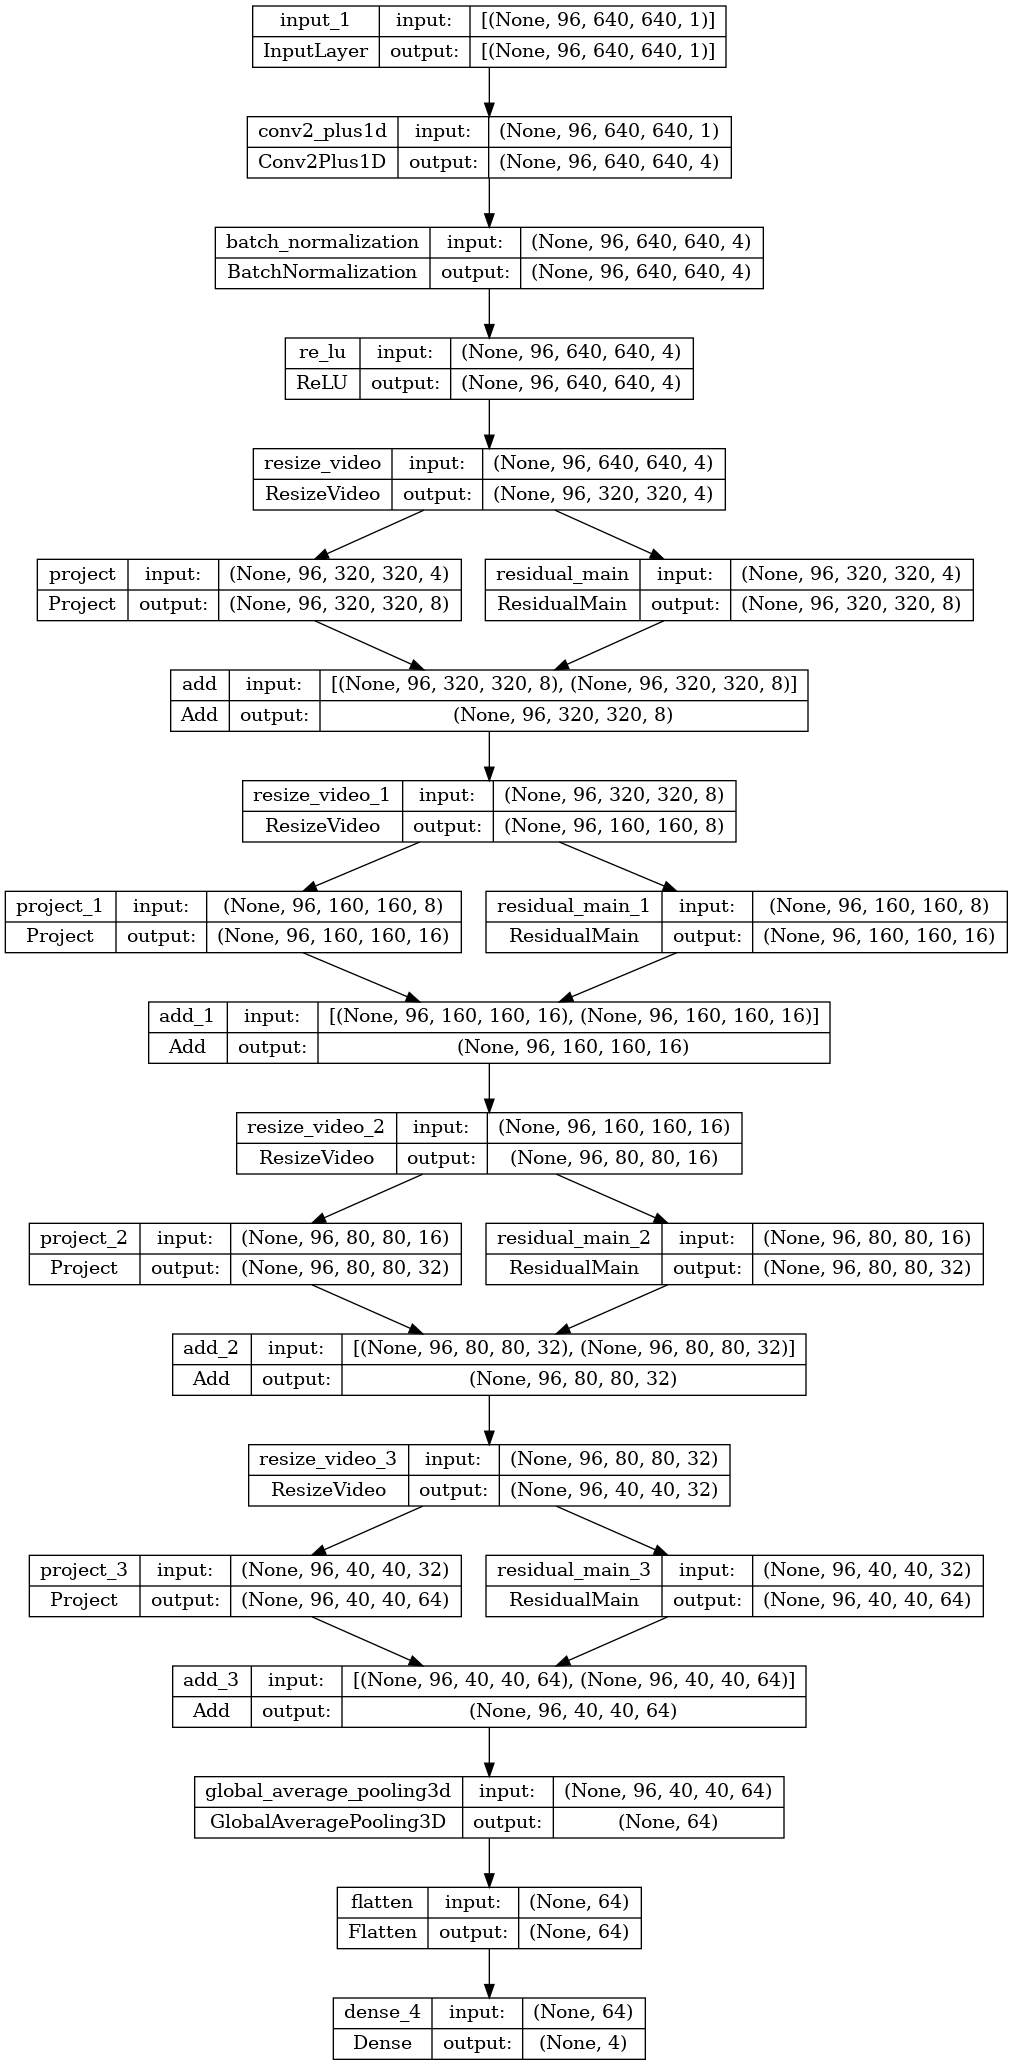 input_1 input: [(None, 96, 640, 640, 1)]
InputLayer output: [(None, 96, 640, 640, 1)]
conv2_plus1d input: (None, 96, 640, 640, 1)
Conv2Plus1D output: (None, 96, 640, 640, 4)
batch_normalization input: (None, 96, 640, 640, 4)
BatchNormalization output: (None, 96, 640, 640, 4)
re_lu input: (None, 96, 640, 640, 4)
ReLU output: (None, 96, 640, 640, 4)
resize_video input: (None, 96, 640, 640, 4)
ResizeVideo output: (None, 96, 320, 320, 4)
project input: (None, 96, 320, 320, 4)
Project output: (None, 96, 320, 320, 8)
residual_main input: (None, 96, 320, 320, 4)
ResidualMain output: (None, 96, 320, 320, 8)
add input: [(None, 96, 320, 320, 8), (None, 96, 320, 320, 8)]
Add output: (None, 96, 320, 320, 8)
resize_video_1 input: (None, 96, 320, 320, 8)
ResizeVideo output: (None, 96, 160, 160, 8)
project_1 input: (None, 96, 160, 160, 8)
Project output: (None, 96, 160, 160, 16)
residual_main_1 input: (None, 96, 160, 160, 8)
ResidualMain output: (None, 96, 160, 160, 16)
add_1 input: [(None, 96, 160, 160, 16), (None, 96, 160, 160, 16)]
Add output: (None, 96, 160, 160, 16)
resize_video_2 input: (None, 96, 160, 160, 16)
ResizeVideo output: (None, 96, 80, 80, 16)
project_2 input: (None, 96, 80, 80, 16)
Project output: (None, 96, 80, 80, 32)
residual_main_2 input: (None, 96, 80, 80, 16)
ResidualMain output: (None, 96, 80, 80, 32)
add_2 input: [(None, 96, 80, 80, 32), (None, 96, 80, 80, 32)]
Add output: (None, 96, 80, 80, 32)
resize_video_3 input: (None, 96, 80, 80, 32)
ResizeVideo output: (None, 96, 40, 40, 32)
project_3 input: (None, 96, 40, 40, 32)
Project output: (None, 96, 40, 40, 64)
residual_main_3 input: (None, 96, 40, 40, 32)
ResidualMain output: (None, 96, 40, 40, 64)
add_3 input: [(None, 96, 40, 40, 64), (None, 96, 40, 40, 64)]
Add output: (None, 96, 40, 40, 64)
global_average_pooling3d input: (None, 96, 40, 40, 64)
GlobalAveragePooling3D output: (None, 64)
flatten input: (None, 64)
Flatten output: (None, 64)
dense_4 input: (None, 64)
Dense output: (None, 4)